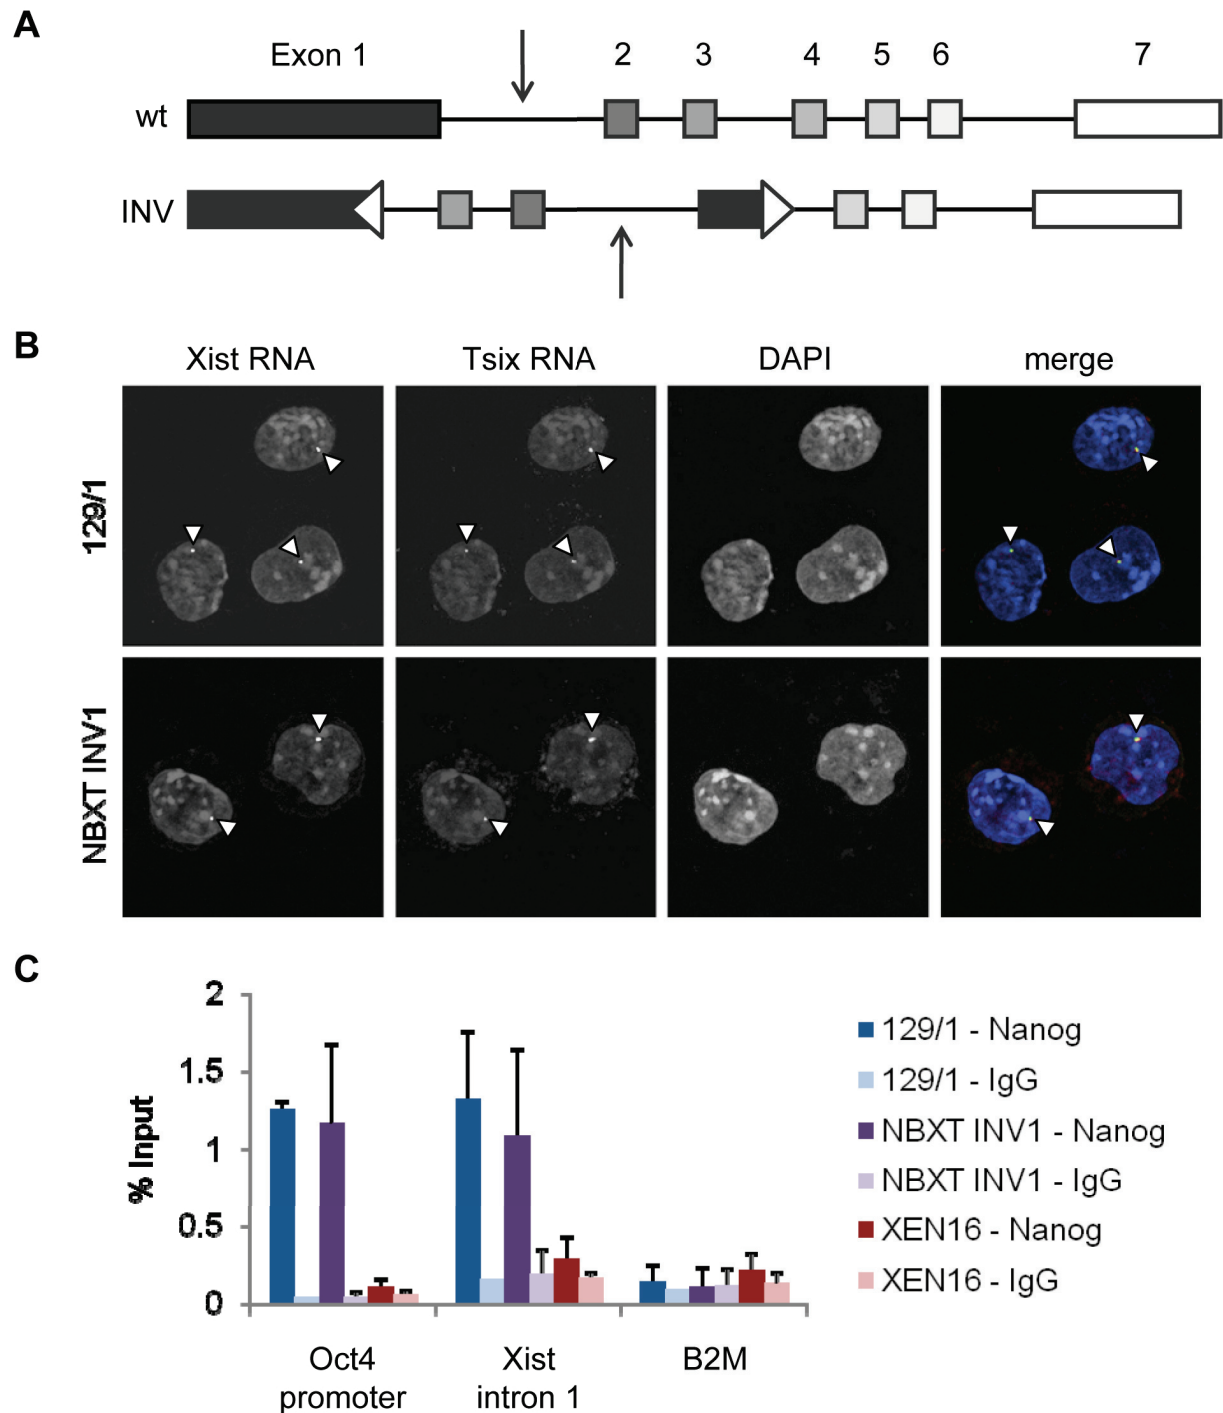 A
Exon 1
2
3
4
5
6
7
wt
INV
B
Xist RNA
Tsix RNA
DAPI
merge
129/1
NBXT INV1
C
% Input
2
1.5
1
0.5
0
Oct4
promoter
Xist
intron 1
B2M
129/1 - Nanog
129/1 - IgG
NBXT INV1 - Nanog
NBXT INV1 - IgG
XEN16 - Nanog
XEN16 - IgG